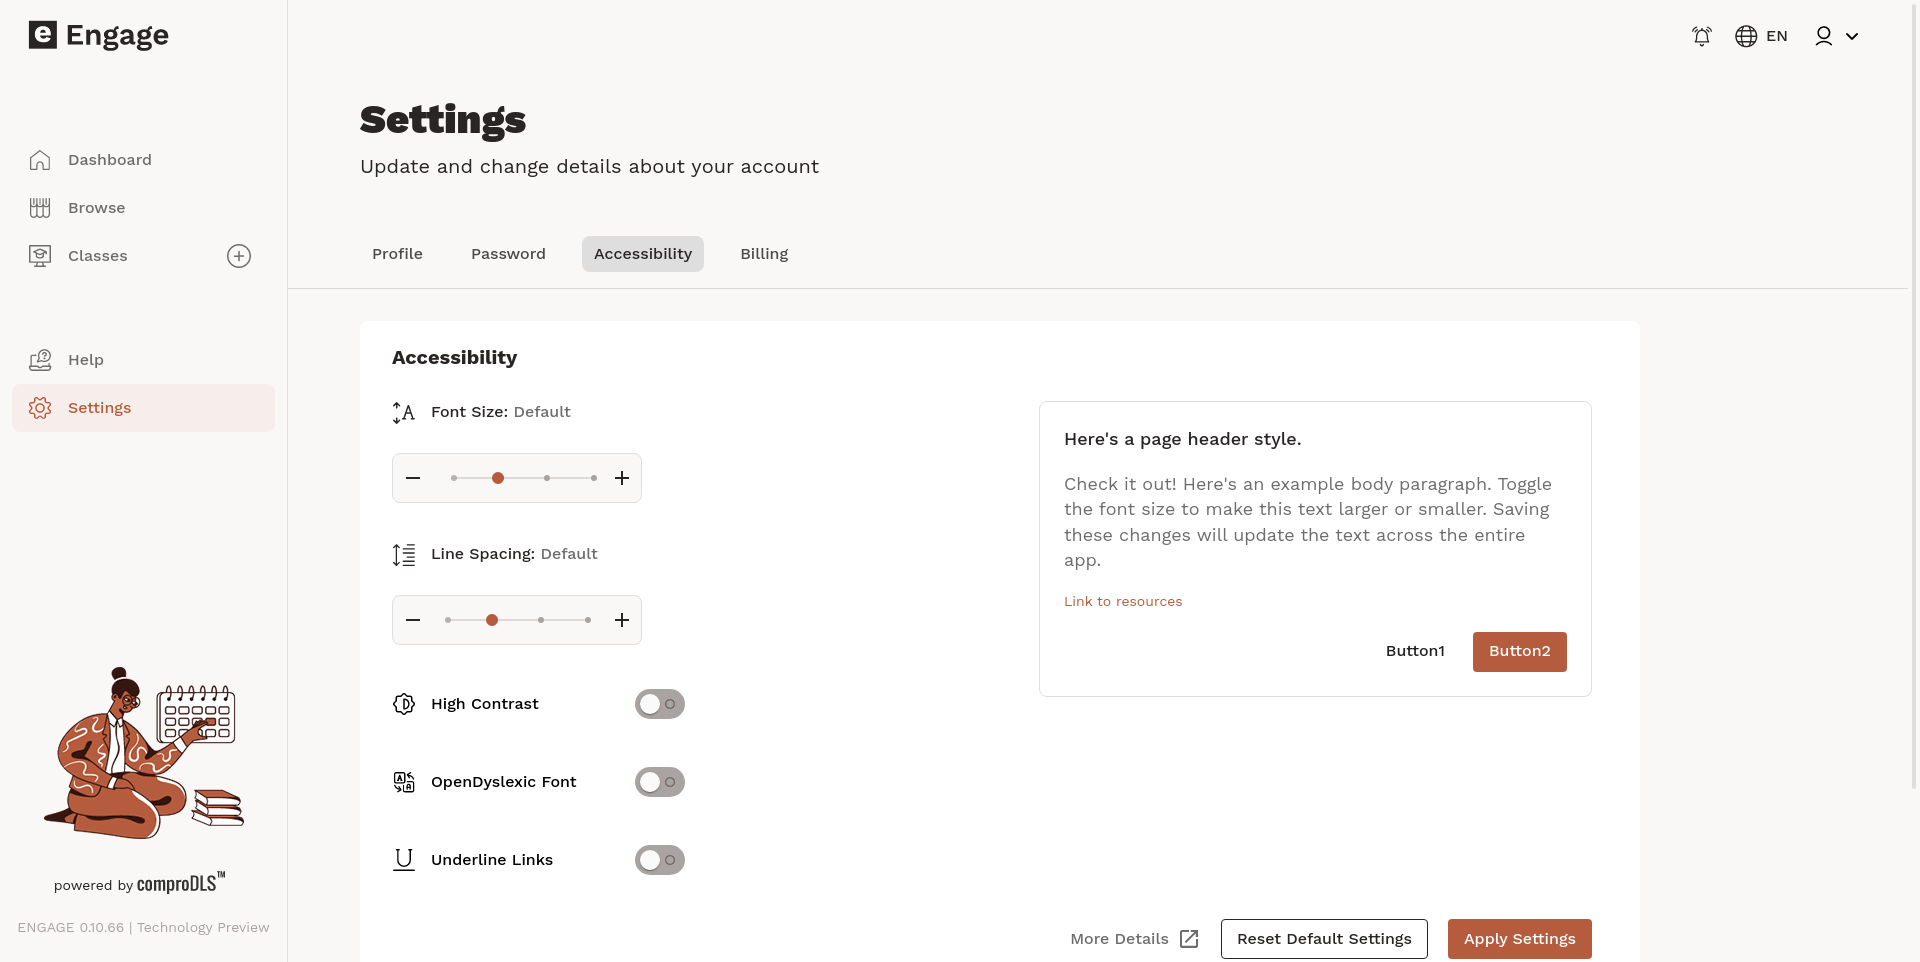 e Engage
EN
Dashboard
Browse
Classes
Help
Settings
powered by comproDLS™
ENGAGE 0.10.66 | Technology Preview
Settings
Update and change details about your account
Profile
Password
Accessibility
Billing
Accessibility
Font Size: Default
Line Spacing: Default
High Contrast
OpenDyslexic Font
Underline Links
Here's a page header style.
Check it out! Here's an example body paragraph. Toggle
the font size to make this text larger or smaller. Saving
these changes will update the text across the entire
app.
Link to resources
Button1
Button2
More Details
Reset Default Settings
Apply Settings